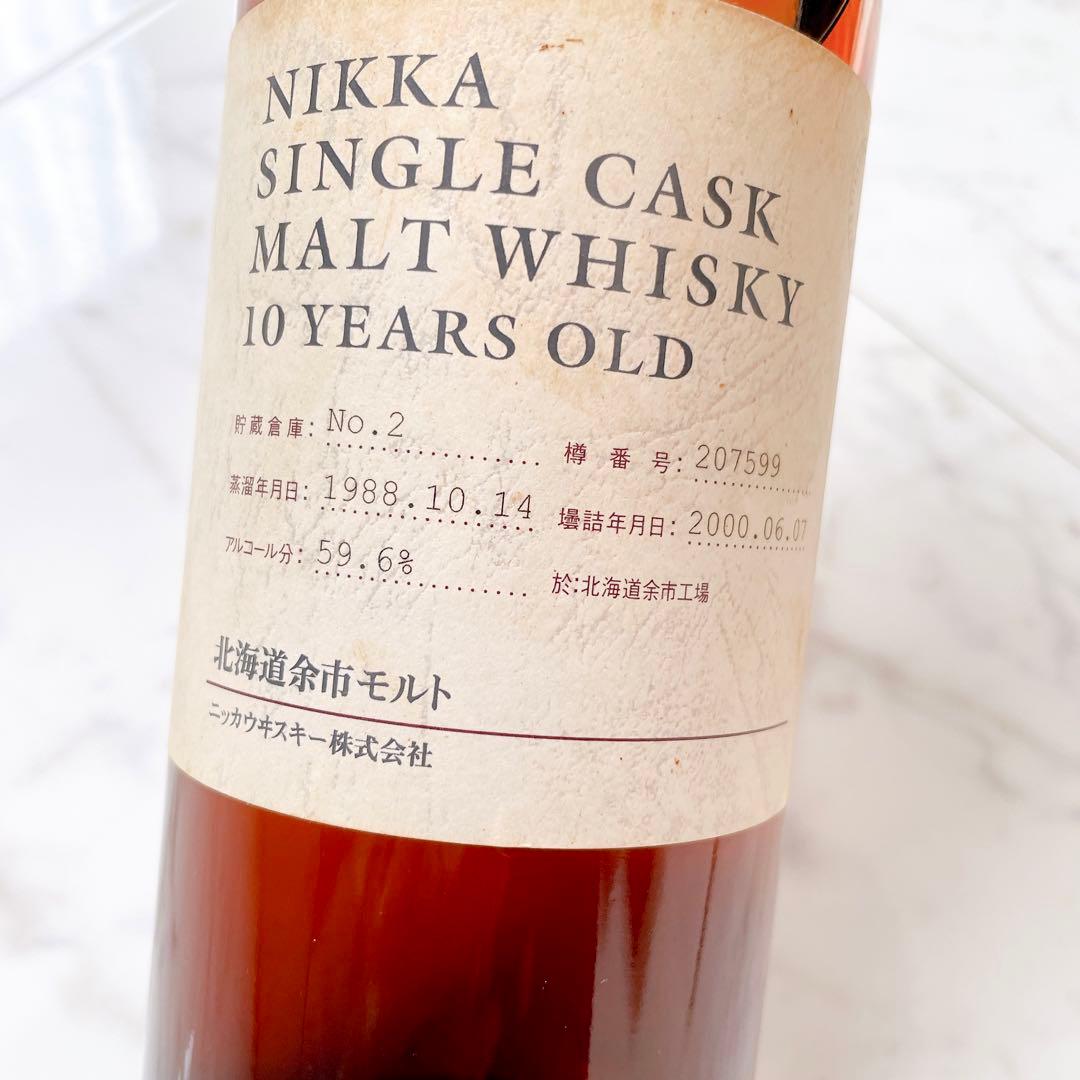 NIKKA
SINGLE CASK
MALT WHISKY
10 YEARS OLD
貯蔵倉庫: No.2 樽番号: 207599
蒸溜年月日: 1988.10.14 壜詰年月日: 2000.06.07
アルコール分: 59.6% 於:北海道余市工場
北海道余市モルト
ニッカウヰスキー株式会社